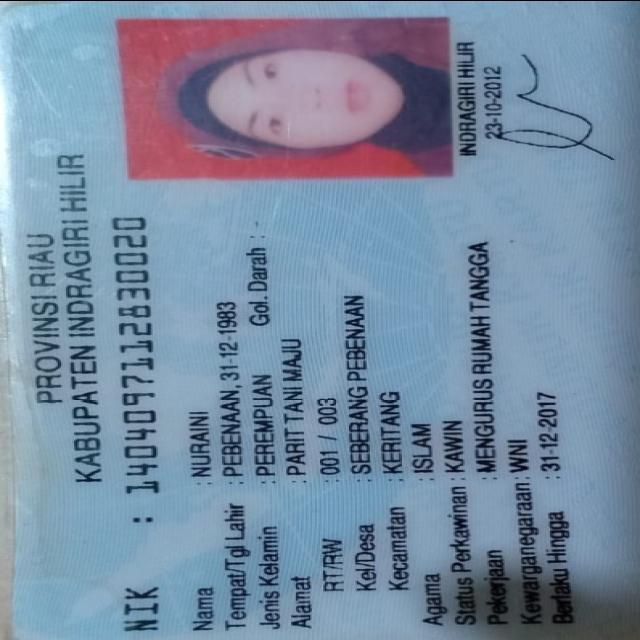 PROVINSI RIAU
KABUPATEN INDRAGIRI HILIR
NIK : 1404097112830020
Nama : NURAINI
Tempat/Tgl Lahir : PEBENAAN, 31-12-1983
Jenis Kelamin : PEREMPUAN Gol. Darah : -
Alamat : PARIT TANI MAJU
RT/RW : 001 / 003
Kel/Desa : SEBERANG PEBENAAN
Kecamatan : KERITANG
Agama : ISLAM
Status Perkawinan : KAWIN
Pekerjaan : MENGURUS RUMAH TANGGA
Kewarganegaraan: WNI
Berlaku Hingga : 31-12-2017
INDRAGIRI HILIR
23-10-2012